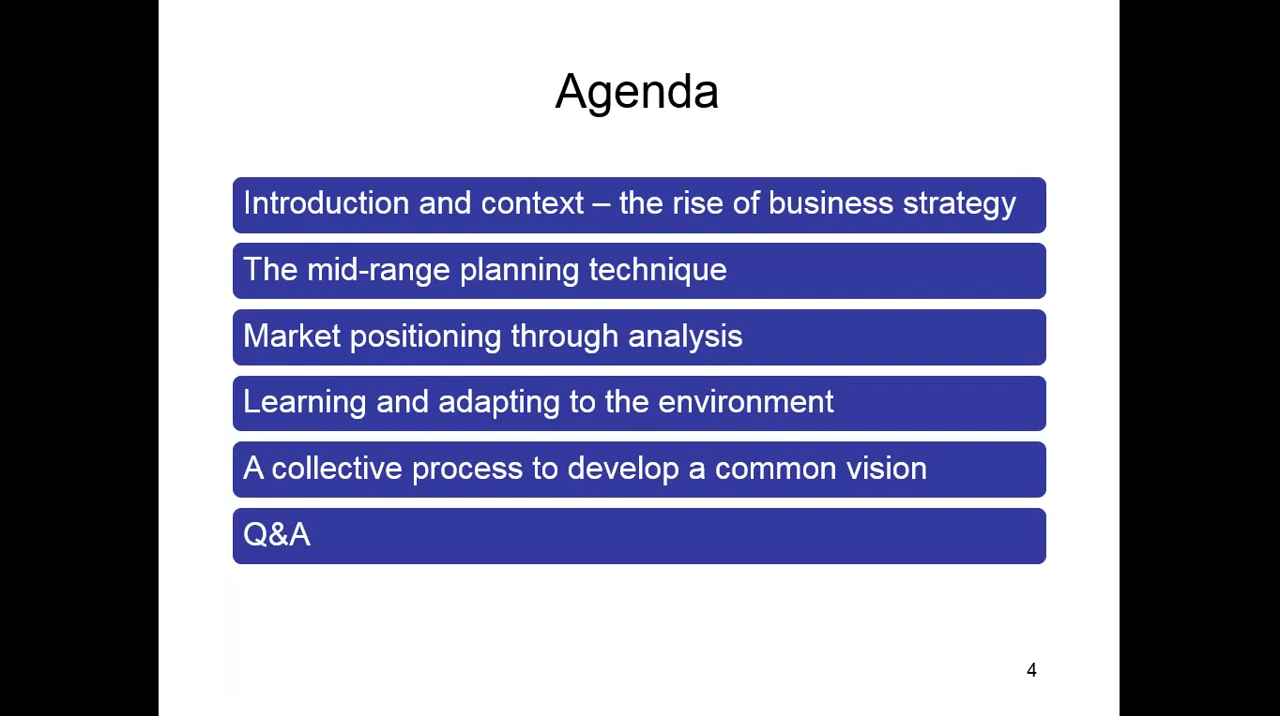 Agenda
Introduction and context – the rise of business strategy
The mid-range planning technique
Market positioning through analysis
Learning and adapting to the environment
A collective process to develop a common vision
Q&A
4